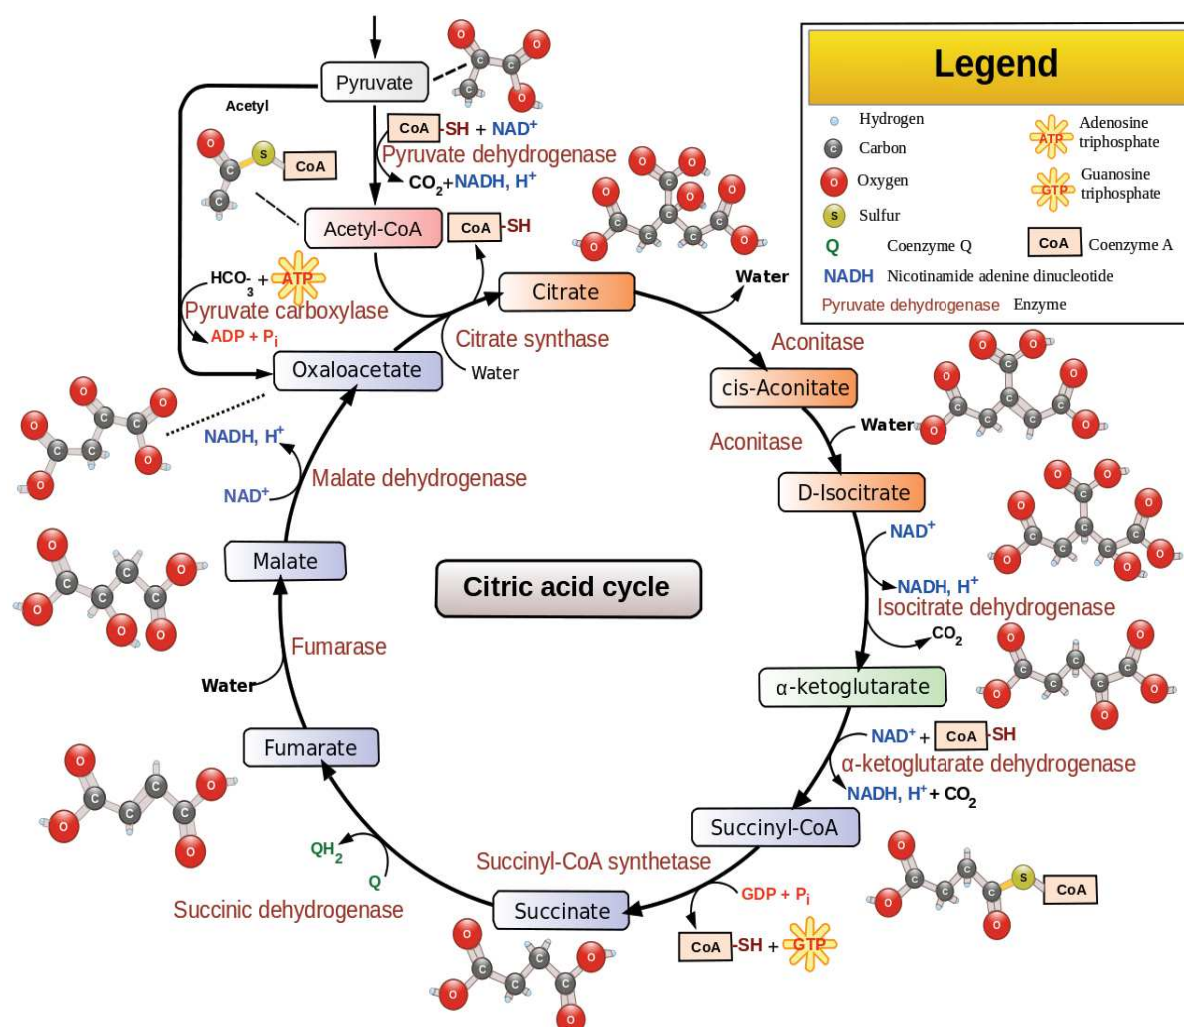 Legend
Hydrogen
Carbon
Oxygen
Sulfur
Q Coenzyme Q
NADH Nicotinamide adenine dinucleotide
Pyruvate dehydrogenase Enzyme
ATP Adenosine
triphosphate
GTP Guanosine
triphosphate
CoA Coenzyme A
C
O
S
Pyruvate
Acetyl
CoA-SH + NAD+
Pyruvate dehydrogenase
CO2+NADH, H+
S CoA
Acetyl-CoA
CoA-SH
HCO-3 + ATP
Pyruvate carboxylase
ADP + Pi
Oxaloacetate
Citrate synthase
Water
Citrate
Water
Aconitase
cis-Aconitate
Aconitase
Water
D-Isocitrate
NAD+
NADH, H+
Isocitrate dehydrogenase
CO2
α-ketoglutarate
NAD+ + CoA-SH
α-ketoglutarate dehydrogenase
NADH, H+ + CO2
Succinyl-CoA
S CoA
Succinyl-CoA synthetase
GDP + Pi
CoA-SH + GTP
Succinate
QH2
Q
Succinic dehydrogenase
Fumarate
Water
Fumarase
Malate
NAD+
NADH, H+
Malate dehydrogenase
Citric acid cycle